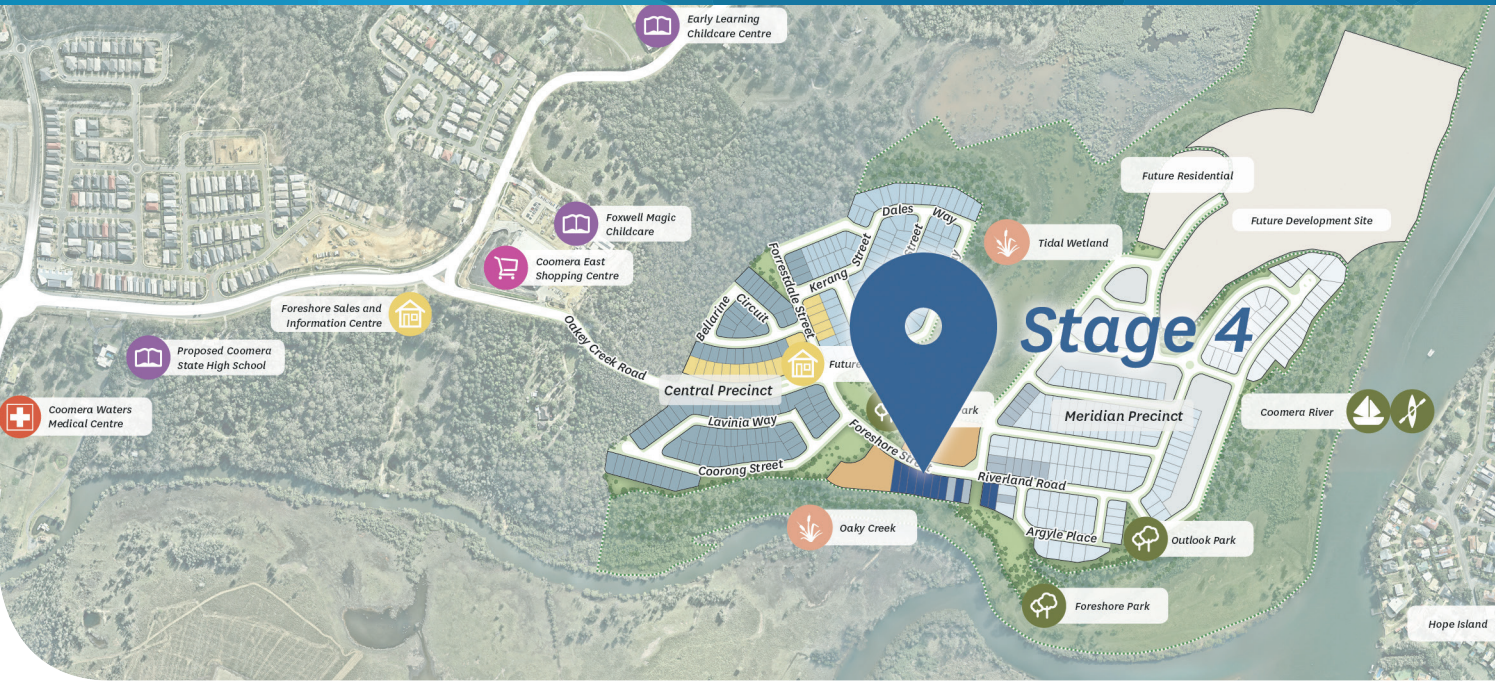 Early Learning
Childcare Centre
Future Residential
Future Development Site
Dales Way
Foxwell Magic
Childcare
Tidal Wetland
Street
Street
Coomera East
Shopping Centre
Forrestdale Street
Kerang
Foreshore Sales and
Information Centre
Bellarine
Circuit
Stage 4
Oakey Creek Road
Proposed Coomera
State High School
Future
Central Precinct
Coomera Waters
Medical Centre
Park
Meridian Precinct
Coomera River
Lavinia Way
Foreshore Street
Coorong Street
Riverland Road
Oaky Creek
Argyle Place
Outlook Park
Foreshore Park
Hope Island